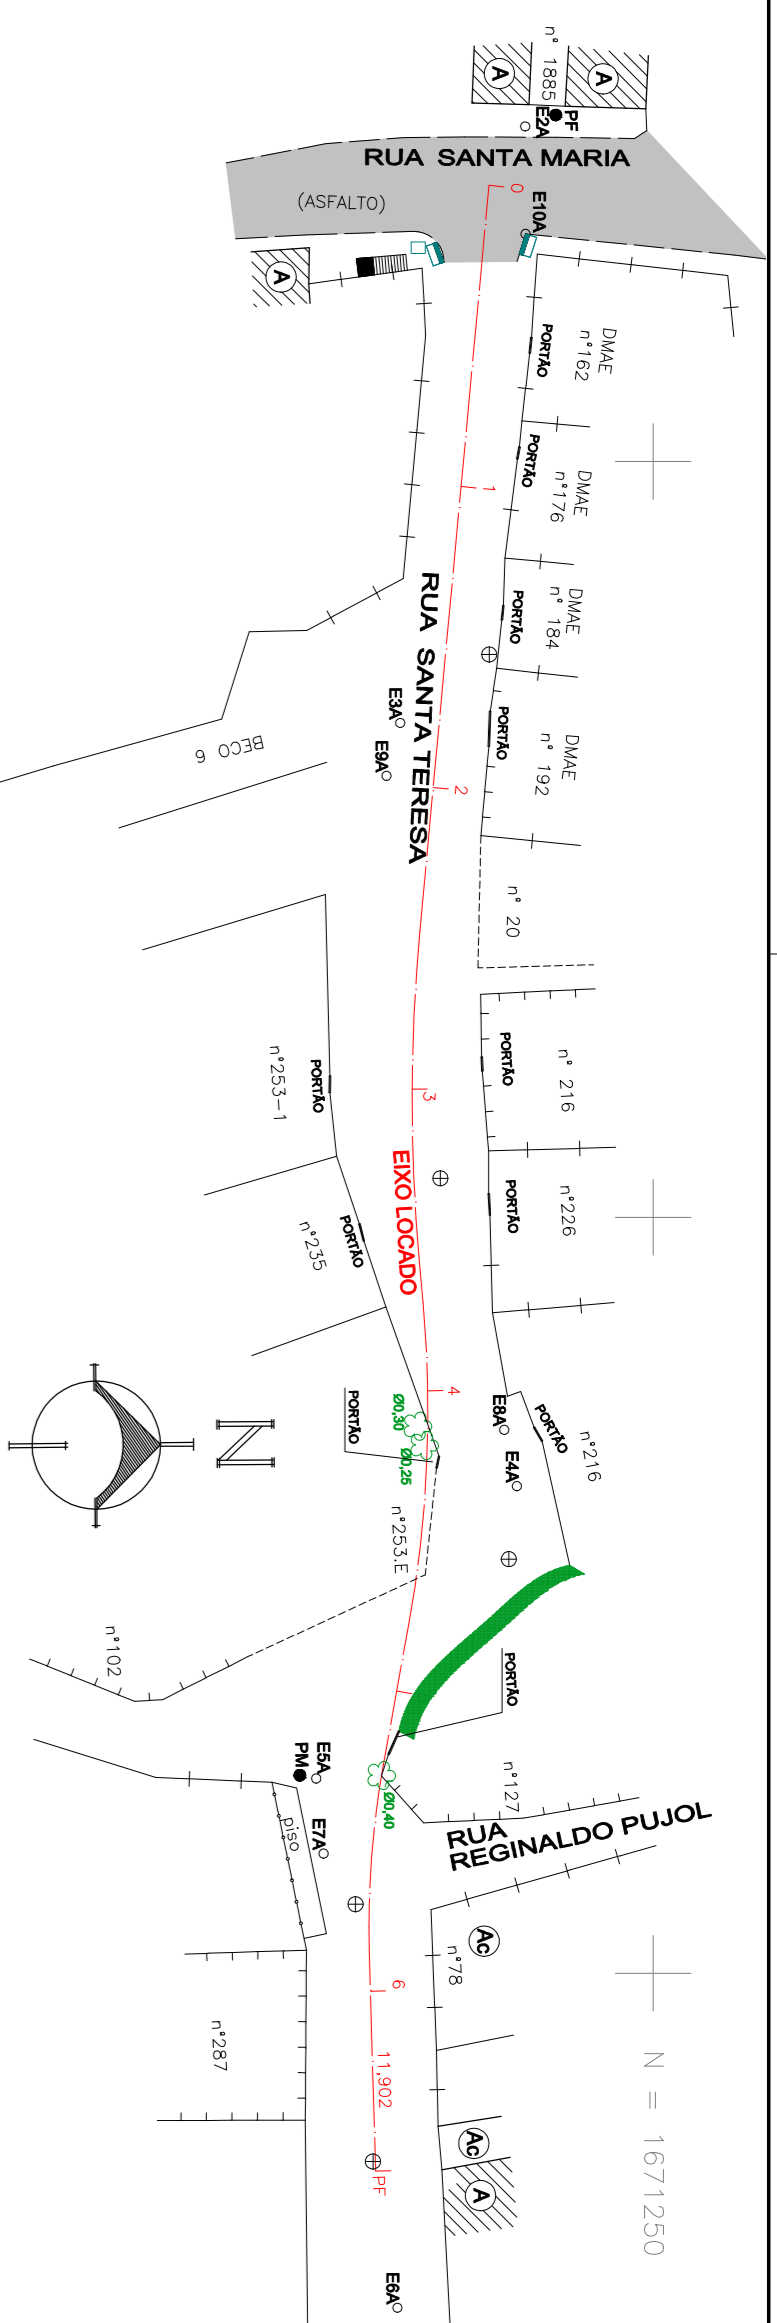 n° 1885
A
A
PF
E2A
RUA SANTA MARIA
(ASFALTO)
0
E10A
A
DMAE
n°162
PORTÃO
DMAE
n°176
PORTÃO
1
DMAE
n° 184
PORTÃO
RUA SANTA TERESA
E3A
E9A
BECO 6
DMAE
n° 192
PORTÃO
2
n° 20
n° 216
PORTÃO
n°253-1
PORTÃO
3
EIXO LOCADO
n°226
PORTÃO
n°235
PORTÃO
4
N
PORTÃO
Ø0,30
Ø0,25
E8A
E4A
PORTÃO
n°216
n°253.E
n°102
PORTÃO
E5A
PM
E7A
piso
Ø0,40
n°127
RUA
REGINALDO PUJOL
Ac
n°78
6
n°287
11,902
PF
Ac
A
N = 1671250
E6A